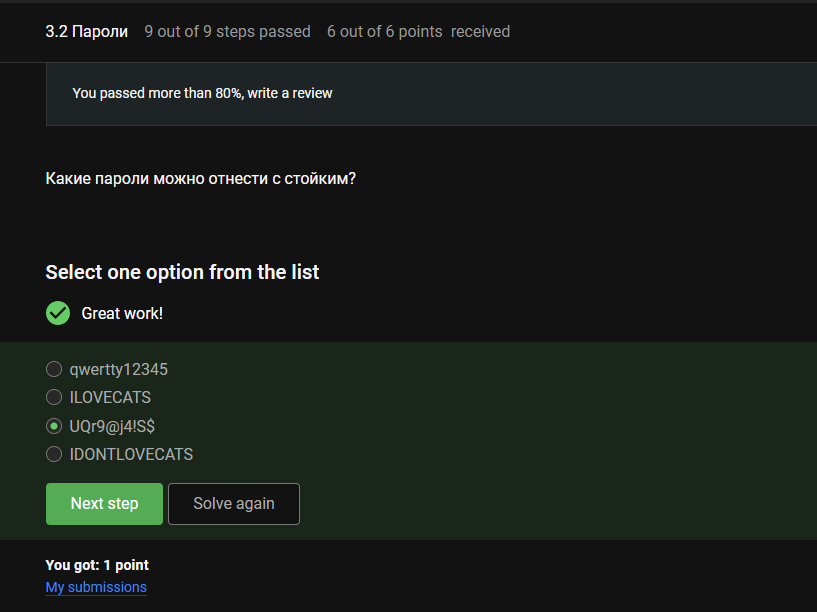 3.2 Пароли 9 out of 9 steps passed 6 out of 6 points received
You passed more than 80%, write a review
Какие пароли можно отнести с стойким?
Select one option from the list
Great work!
qwertty12345
ILOVECATS
UQr9@j4!S$
IDONTLOVECATS
Next step Solve again
You got: 1 point
My submissions